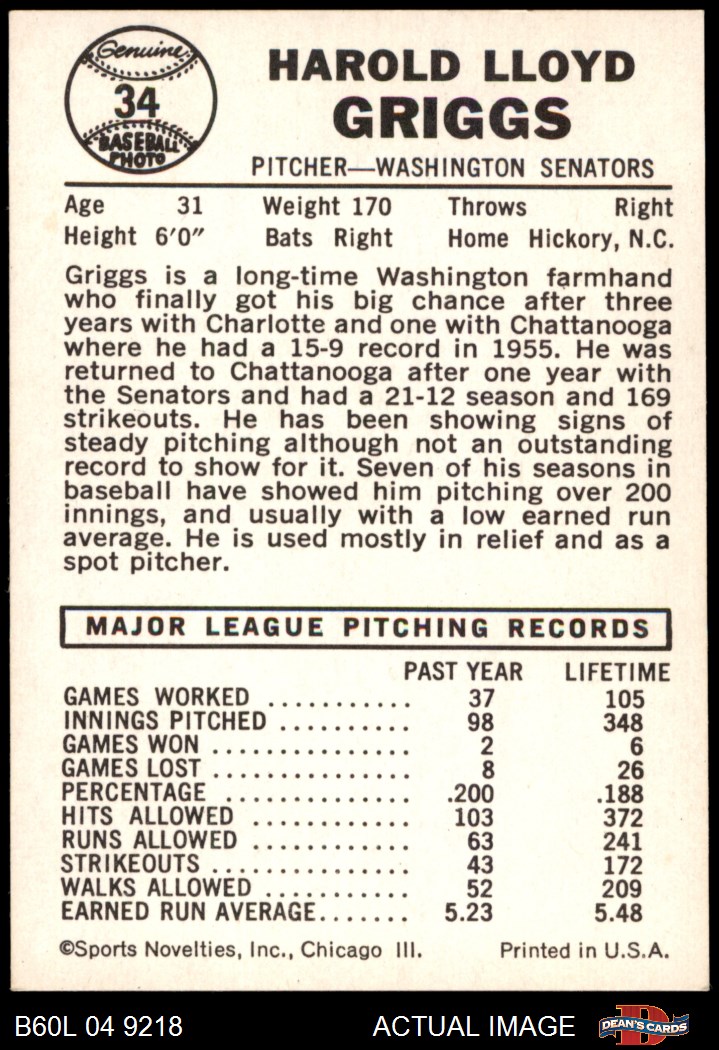 Genuine
34
BASEBALL
PHOTO
HAROLD LLOYD
GRIGGS
PITCHER—WASHINGTON SENATORS
Age 31 Weight 170 Throws Right
Height 6'0" Bats Right Home Hickory, N.C.
Griggs is a long-time Washington farmhand
who finally got his big chance after three
years with Charlotte and one with Chattanooga
where he had a 15-9 record in 1955. He was
returned to Chattanooga after one year with
the Senators and had a 21-12 season and 169
strikeouts. He has been showing signs of
steady pitching although not an outstanding
record to show for it. Seven of his seasons in
baseball have showed him pitching over 200
innings, and usually with a low earned run
average. He is used mostly in relief and as a
spot pitcher.
MAJOR LEAGUE PITCHING RECORDS
PAST YEAR LIFETIME
GAMES WORKED ........... 37 105
INNINGS PITCHED .......... 98 348
GAMES WON ............... 2 6
GAMES LOST ............... 8 26
PERCENTAGE .............. .200 .188
HITS ALLOWED ............ 103 372
RUNS ALLOWED ............ 63 241
STRIKEOUTS ............... 43 172
WALKS ALLOWED ........... 52 209
EARNED RUN AVERAGE....... 5.23 5.48
©Sports Novelties, Inc., Chicago Ill. Printed in U.S.A.
B60L 04 9218 ACTUAL IMAGE D DEAN'S CARDS